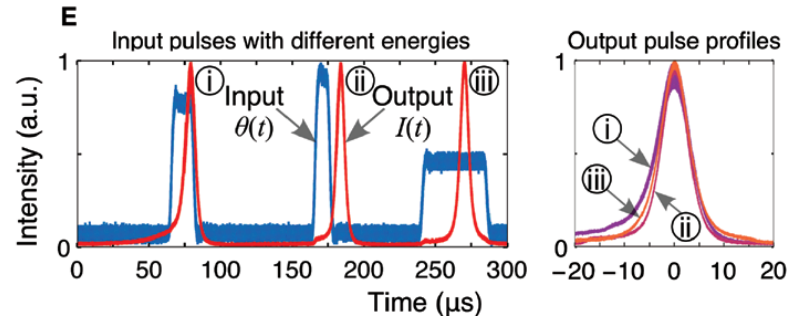 E
Input pulses with different energies
Output pulse profiles
Intensity (a.u.)
1
0
i
ii
iii
Input
θ(t)
Output
I(t)
0 50 100 150 200 250 300
Time (μs)
1
0
i
iii
ii
−20 −10 0 10 20